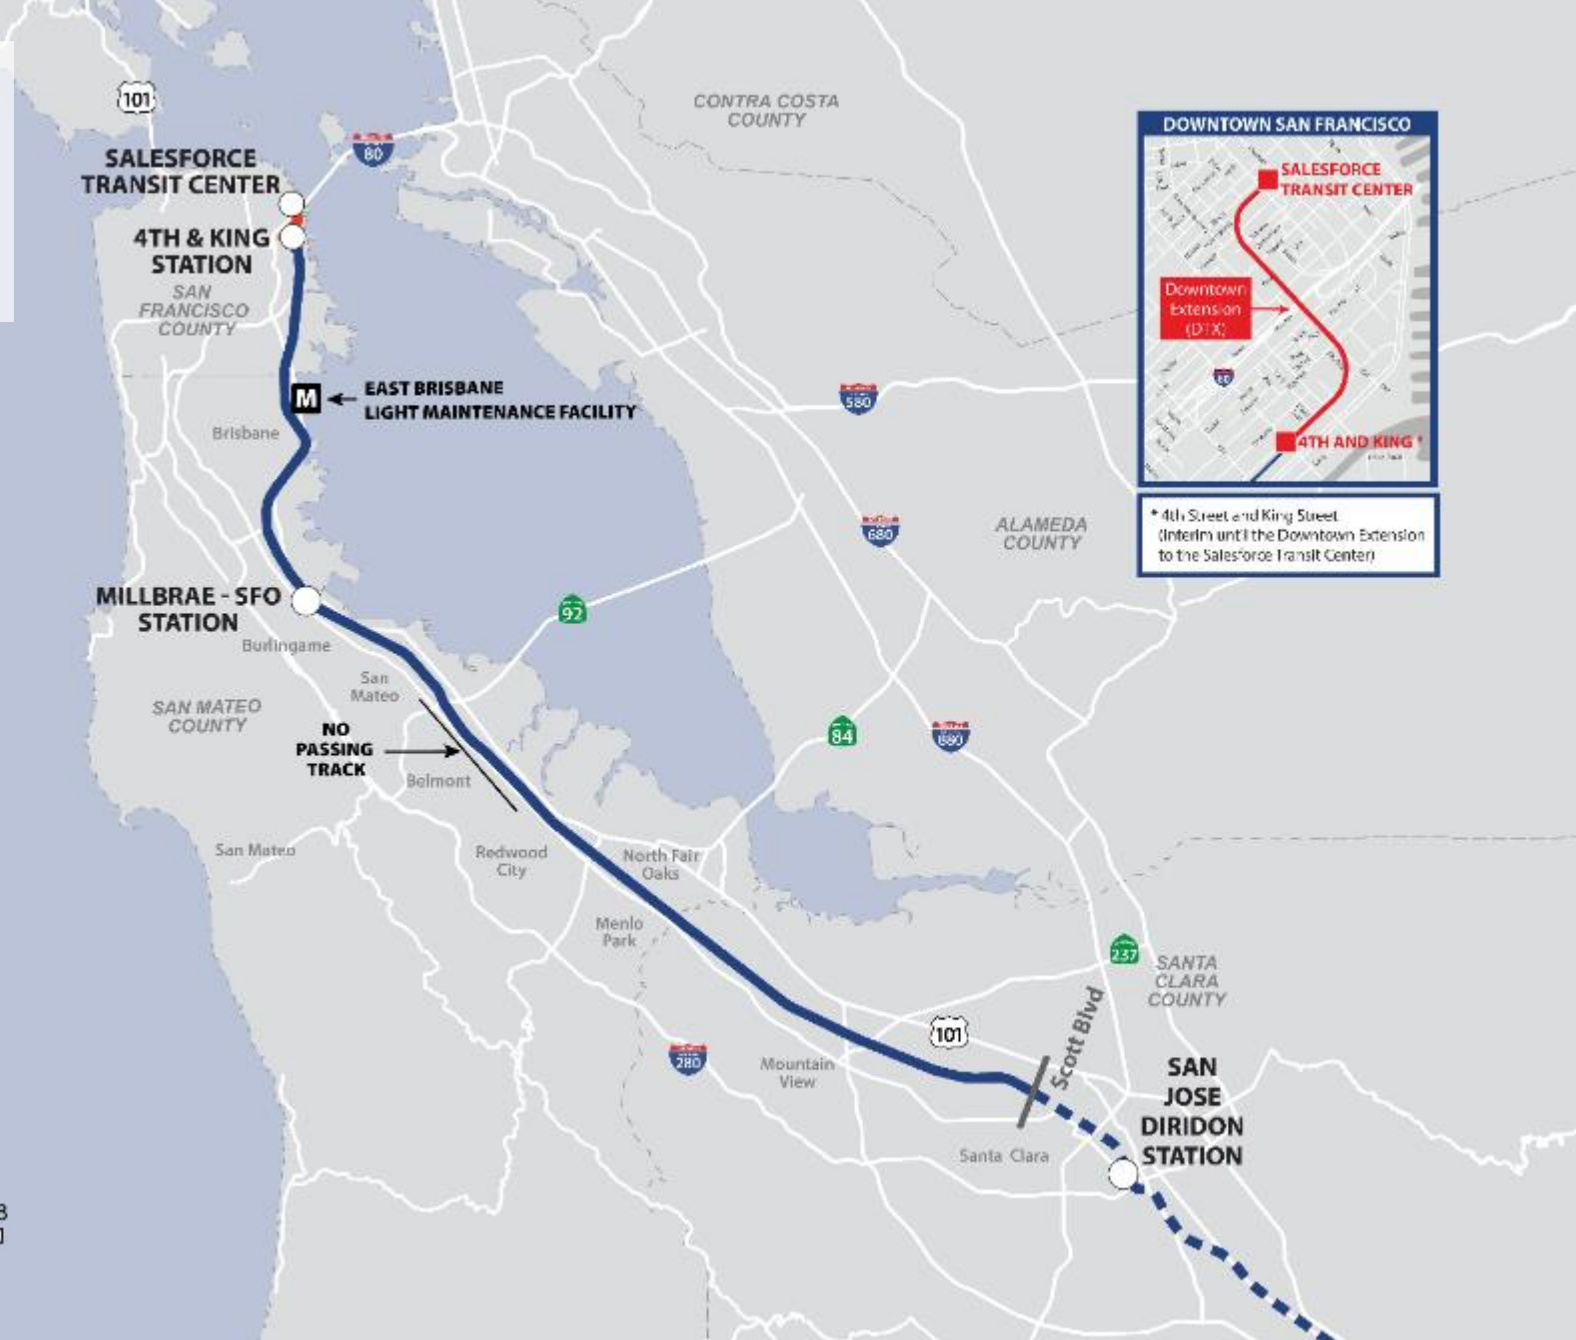 101
CONTRA COSTA
COUNTY
80
SALESFORCE
TRANSIT CENTER
4TH & KING
STATION
SAN
FRANCISCO
COUNTY
M
EAST BRISBANE
LIGHT MAINTENANCE FACILITY
Brisbane
580
680
ALAMEDA
COUNTY
DOWNTOWN SAN FRANCISCO
SALESFORCE
TRANSIT CENTER
Downtown
Extension
(DTX)
80
4TH AND KING *
* 4th Street and King Street
(Interim until the Downtown Extension
to the Salesforce Transit Center)
MILLBRAE - SFO
STATION
92
Burlingame
San
Mateo
SAN MATEO
COUNTY
NO
PASSING
TRACK
Belmont
84
880
San Mateo
Redwood
City
North Fair
Oaks
Menlo
Park
237
SANTA
CLARA
COUNTY
Scott Blvd
101
280
Mountain
View
Santa Clara
SAN
JOSE
DIRIDON
STATION